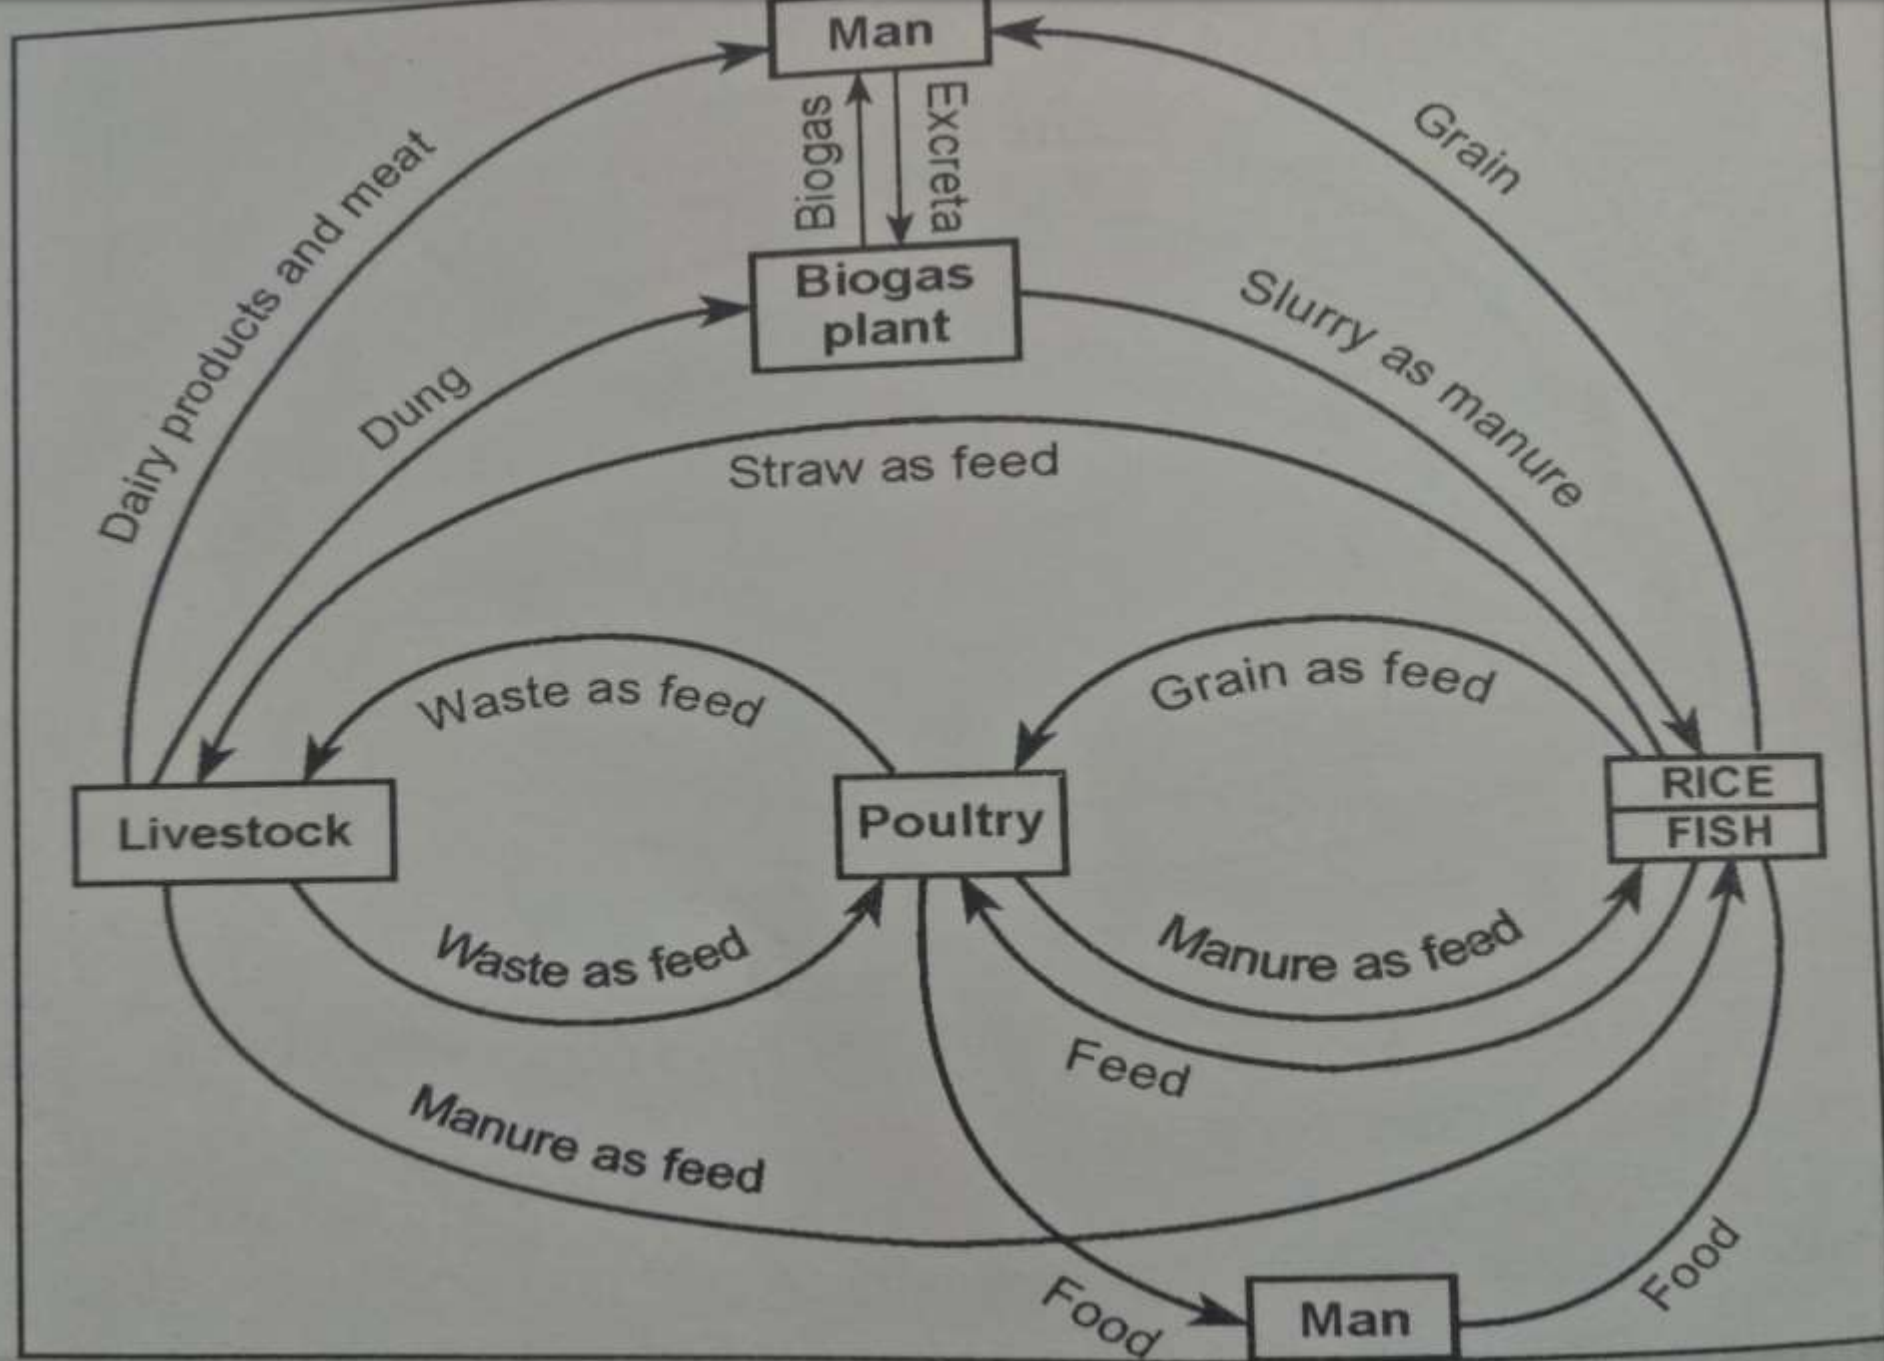 Man
Biogas
Excreta
Grain
Dairy products and meat
Biogas
plant
Slurry as manure
Dung
Straw as feed
Waste as feed
Grain as feed
Livestock
Poultry
RICE
FISH
Waste as feed
Manure as feed
Feed
Manure as feed
Food
Man
Food